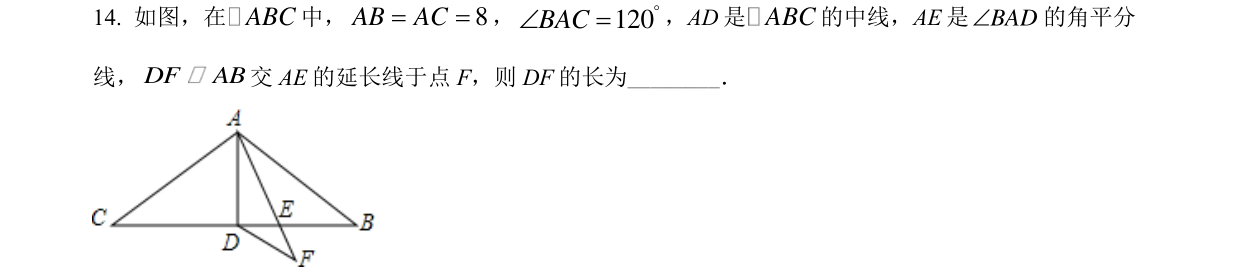 14. 如图，在□ABC中，AB=AC=8，∠BAC=120°，AD是□ABC的中线，AE是∠BAD的角平分
线，DF▱AB交AE的延长线于点F，则DF的长为________．
A
C
E
B
D
F